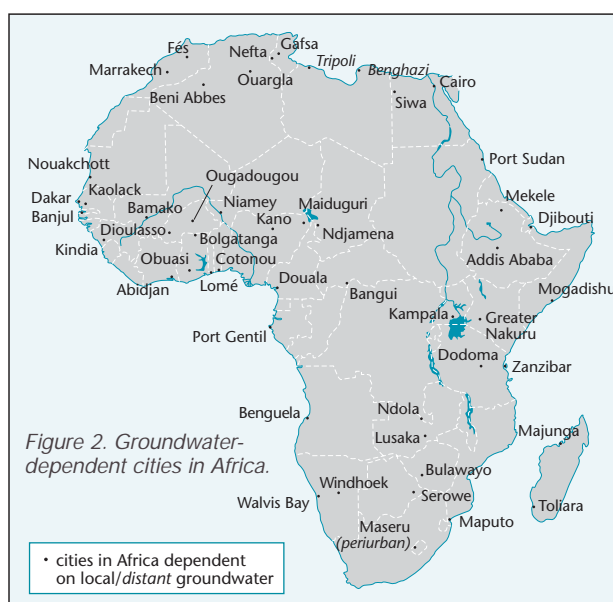 Fés
Nefta
Gafsa
Tripoli
Benghazi
Marrakech
Ouargla
Cairo
Beni Abbes
Siwa
Nouakchott
Ougadougou
Port Sudan
Dakar
Kaolack
Niamey
Maiduguri
Mekele
Banjul
Bamako
Kano
Djibouti
Dioulasso
Bolgatanga
Ndjamena
Kindia
Obuasi
Cotonou
Addis Ababa
Abidjan
Lomé
Douala
Bangui
Mogadishu
Kampala
Greater
Nakuru
Port Gentil
Dodoma
Zanzibar
Benguela
Ndola
Majunga
Figure 2. Groundwater-
dependent cities in Africa.
Lusaka
Bulawayo
Windhoek
Serowe
Walvis Bay
Toliara
Maseru
(periurban)
Maputo
• cities in Africa dependent
on local/distant groundwater